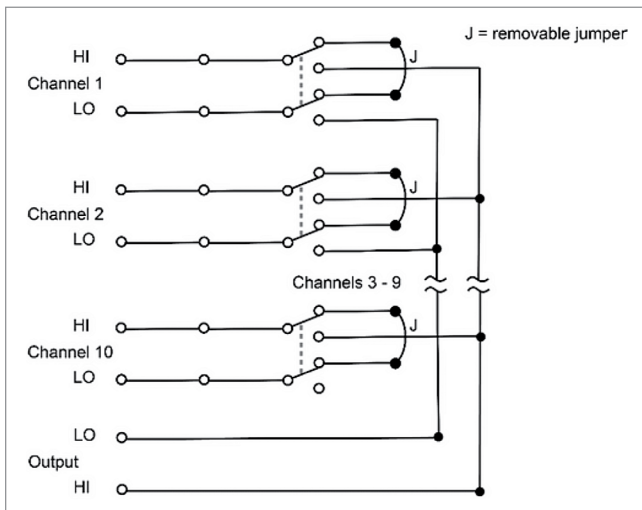 J = removable jumper
HI
J
Channel 1
LO
HI
J
Channel 2
LO
Channels 3 - 9
HI
J
Channel 10
LO
LO
Output
HI